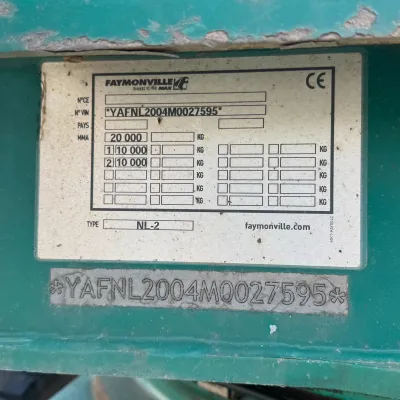 FAYMONVILLE
MAX
CE
N°CE
N° VIN *YAFNL2004M0027595*
PAYS
MMA 20 000 KG KG
1 10 000 KG KG
2 10 000 KG KG
KG KG
KG KG
KG KG
TYPE NL-2 faymonville.com
*YAFNL2004M0027595*